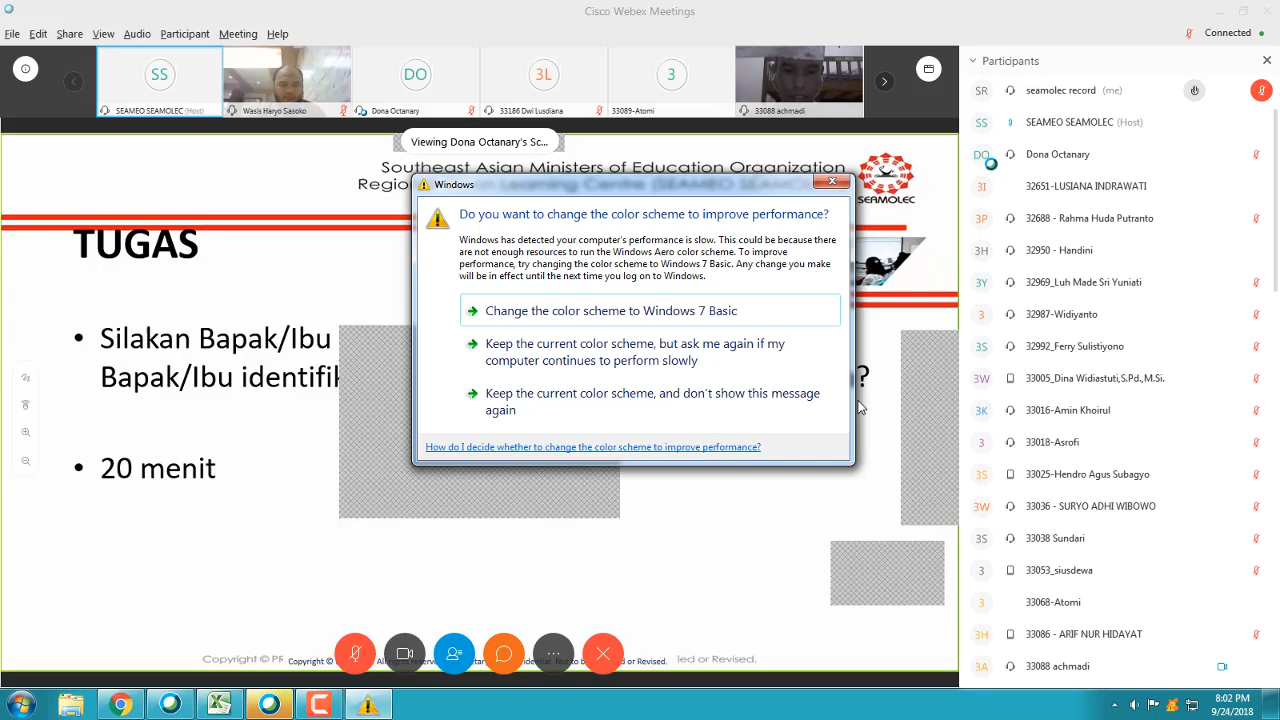 Cisco Webex Meetings
File Edit Share View Audio Participant Meeting Help
Connected
SS
DO
3L
3
SEAMEO SEAMOLEC (Host)
Wasis Haryo Sasoko
Dona Octanary
33186 Dwi Lusdiana
33089-Atomi
33088 achmadi
Viewing Dona Octanary's Sc...
Southeast Asian Ministers of Education Organization
SEAMOLEC
TUGAS
• Silakan Bapak/Ibu
Bapak/Ibu identifi
?
• 20 menit
Windows
Do you want to change the color scheme to improve performance?
Windows has detected your computer's performance is slow. This could be because there
are not enough resources to run the Windows Aero color scheme. To improve
performance, try changing the color scheme to Windows 7 Basic. Any change you make
will be in effect until the next time you log on to Windows.
Change the color scheme to Windows 7 Basic
Keep the current color scheme, but ask me again if my
computer continues to perform slowly
Keep the current color scheme, and don't show this message
again
How do I decide whether to change the color scheme to improve performance?
Participants
SR seamolec record (me)
SS SEAMEO SEAMOLEC (Host)
DO Dona Octanary
3I 32651-LUSIANA INDRAWATI
3P 32688 - Rahma Huda Putranto
3H 32950 - Handini
3Y 32969_Luh Made Sri Yuniati
3 32987-Widiyanto
3S 32992_Ferry Sulistiyono
3W 33005_Dina Widiastuti,S.Pd.,M.Si.
3K 33016-Amin Khoirul
3 33018-Asrofi
3S 33025-Hendro Agus Subagyo
3W 33036 - SURYO ADHI WIBOWO
3S 33038 Sundari
3 33053_siusdewa
3 33068-Atomi
3H 33086 - ARIF NUR HIDAYAT
3A 33088 achmadi
8:02 PM
9/24/2018